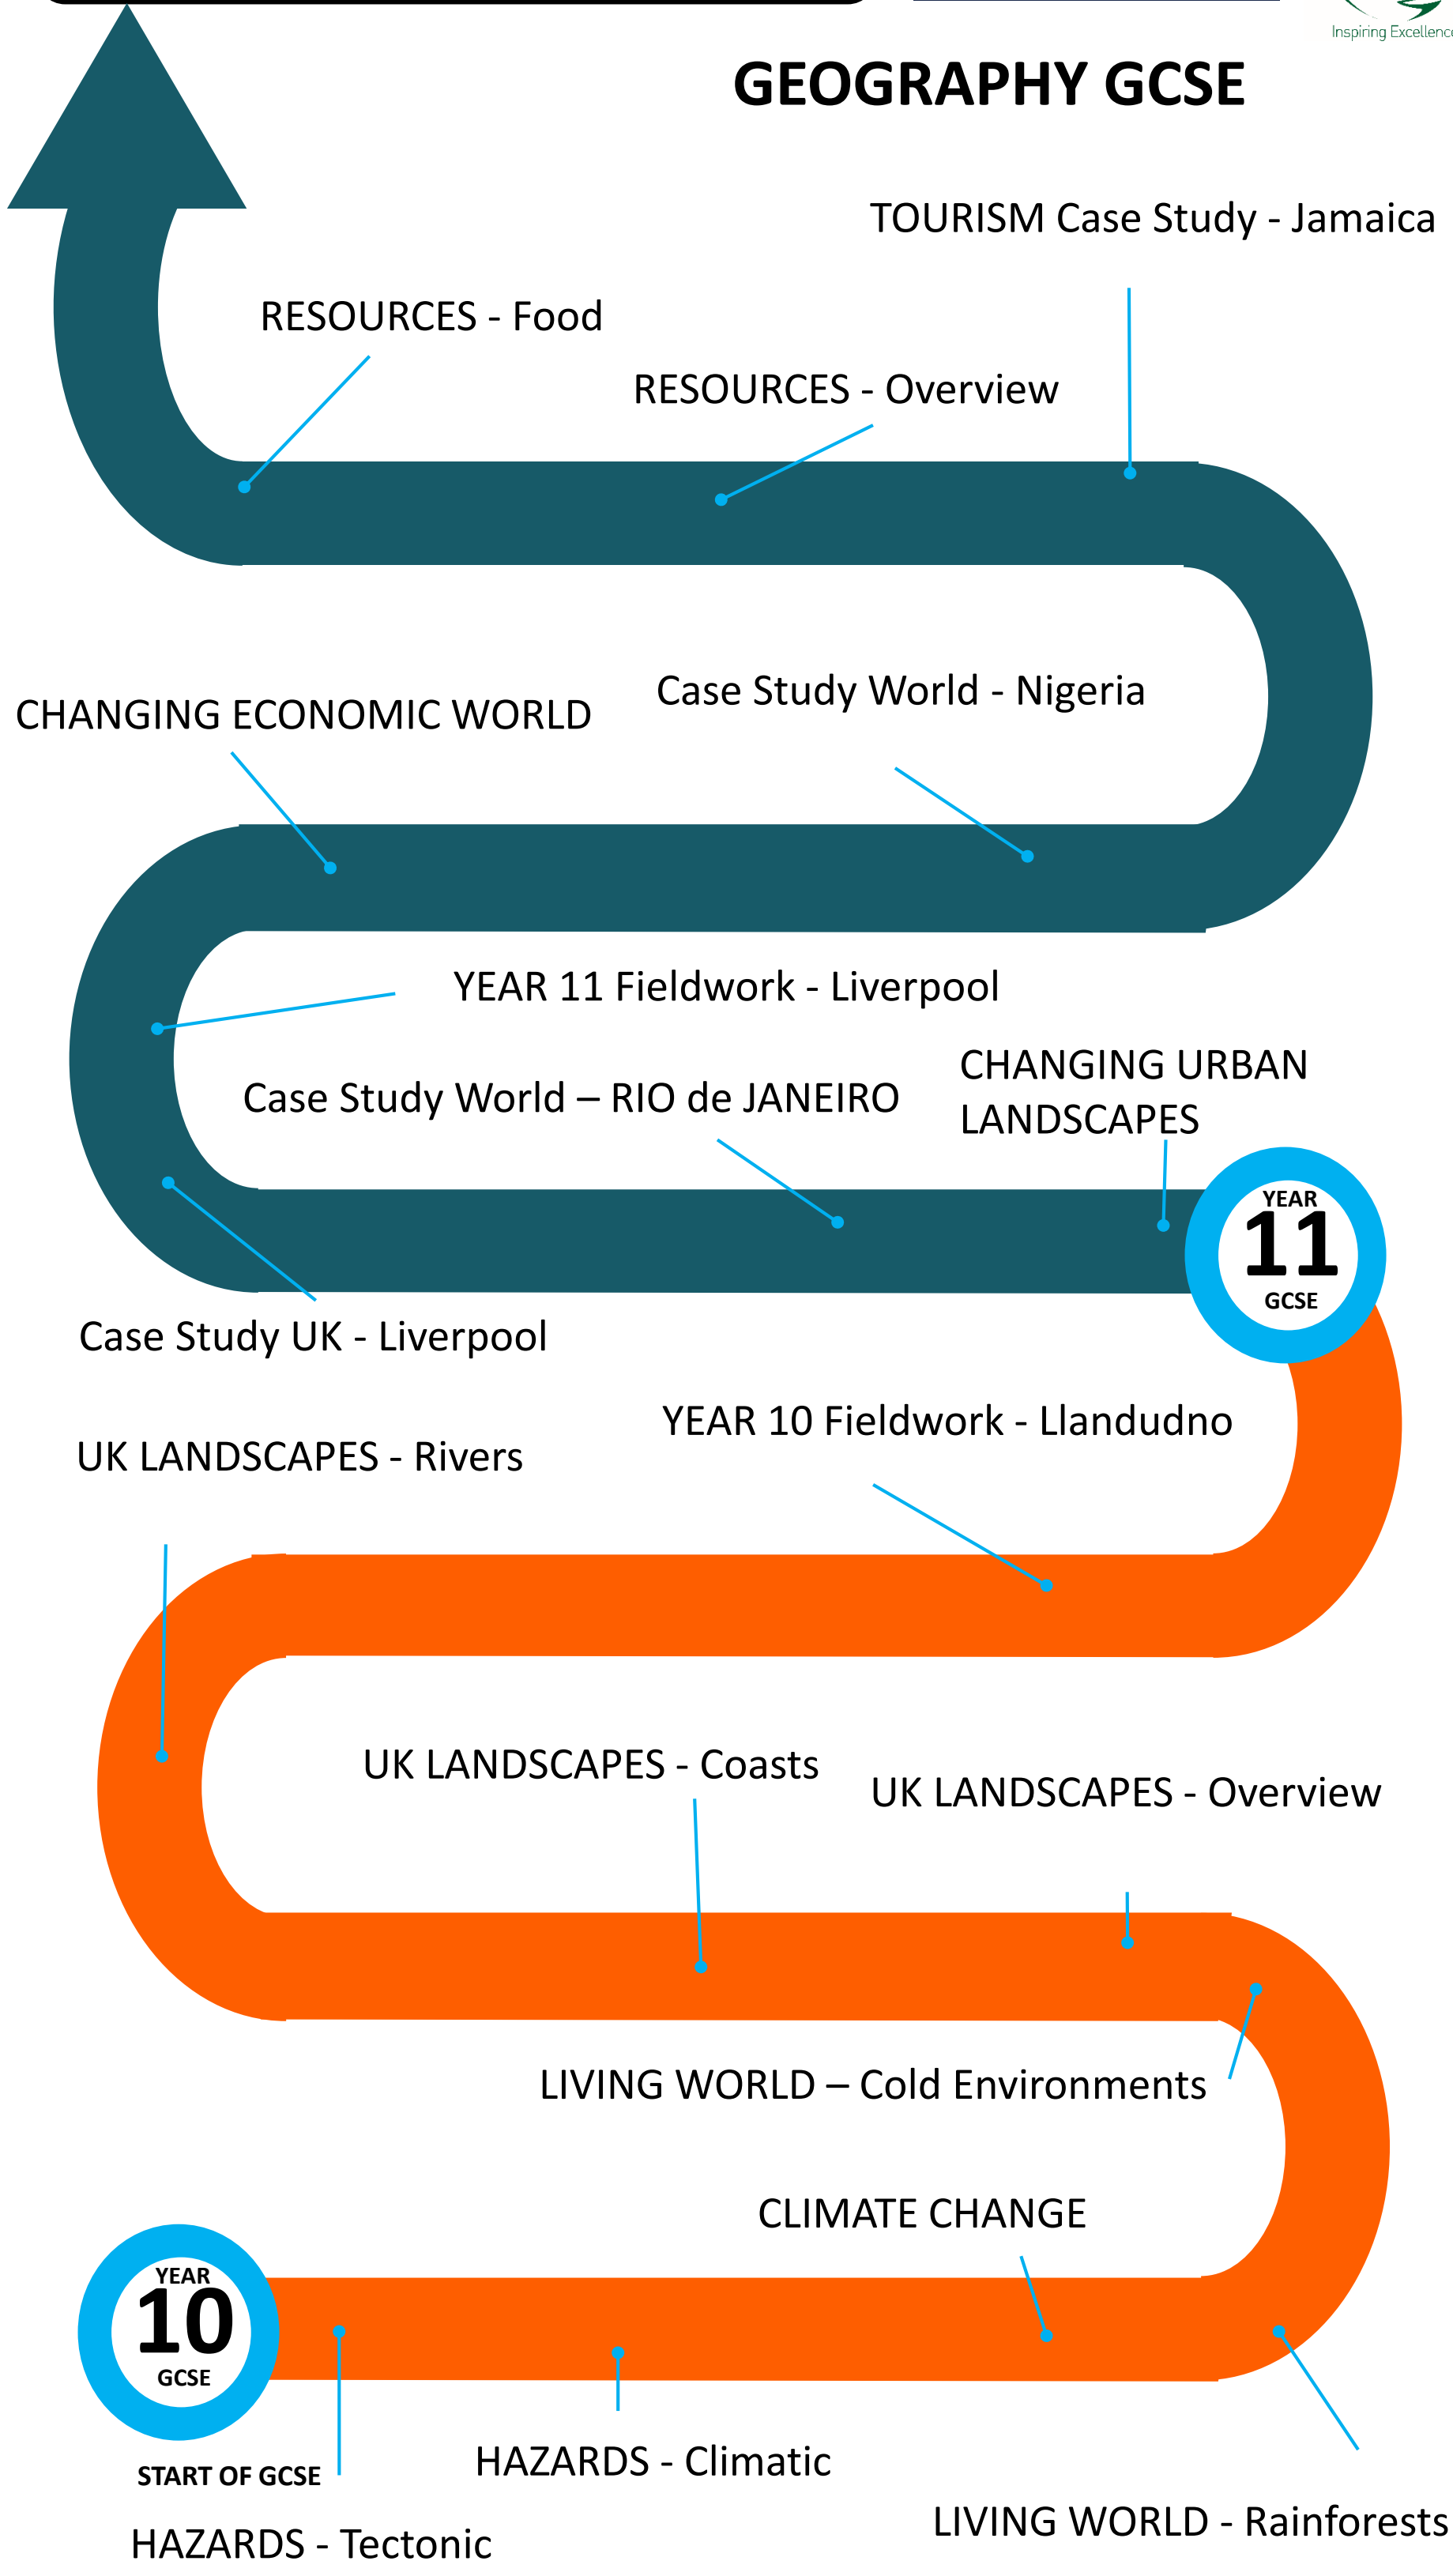 Inspiring Excellence
GEOGRAPHY GCSE
TOURISM Case Study - Jamaica
RESOURCES - Food
RESOURCES - Overview
Case Study World - Nigeria
CHANGING ECONOMIC WORLD
YEAR 11 Fieldwork - Liverpool
CHANGING URBAN
LANDSCAPES
Case Study World – RIO de JANEIRO
YEAR
11
GCSE
Case Study UK - Liverpool
YEAR 10 Fieldwork - Llandudno
UK LANDSCAPES - Rivers
UK LANDSCAPES - Coasts
UK LANDSCAPES - Overview
LIVING WORLD – Cold Environments
CLIMATE CHANGE
YEAR
10
GCSE
START OF GCSE
HAZARDS - Climatic
LIVING WORLD - Rainforests
HAZARDS - Tectonic